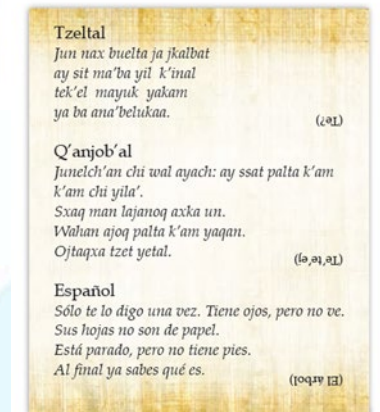 Tzeltal
Jun nax buelta ja jkalbat
ay sit ma'ba yil k'inal
tek'el mayuk yakam
ya ba ana'belukaa.
(Te¿)
Q'anjob'al
Junelch'an chi wal ayach: ay ssat palta k'am
k'am chi yila'.
Sxaq man lajanoq axka un.
Wahan ajoq palta k'am yaqan.
Ojtaqxa tzet yetal.
(Te'te'ej)
Español
Sólo te lo digo una vez. Tiene ojos, pero no ve.
Sus hojas no son de papel.
Está parado, pero no tiene pies.
Al final ya sabes qué es.
(El árbol)